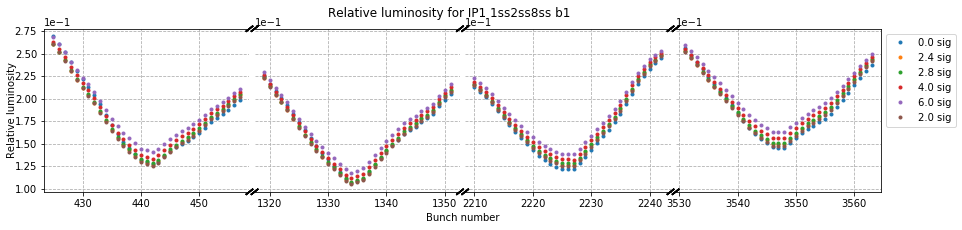 Relative luminosity for IP1 1ss2ss8ss b1
1e−1 1e−1 1e−1 1e−1
2.75
2.50
2.25
2.00
1.75
1.50
1.25
1.00
Relative luminosity
430 440 450 1320 1330 1340 1350 2210 2220 2230 2240 3530 3540 3550 3560
Bunch number
0.0 sig
2.4 sig
2.8 sig
4.0 sig
6.0 sig
2.0 sig